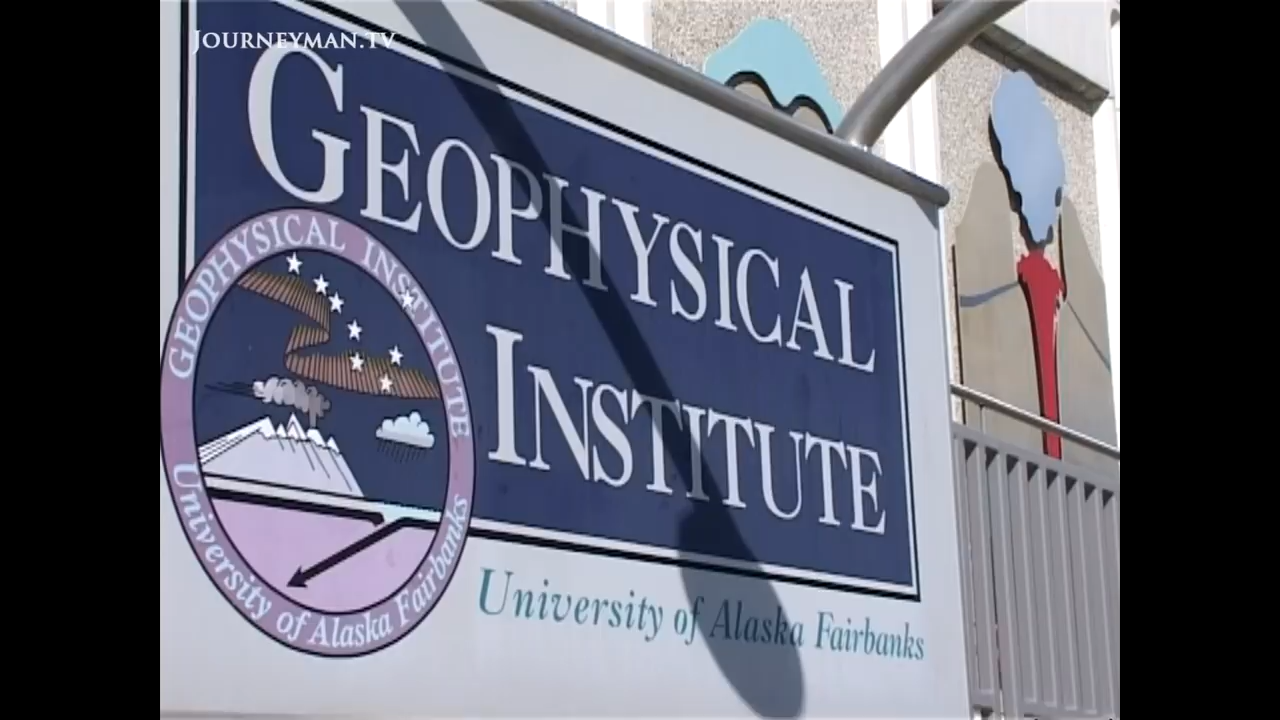 JOURNEYMAN.TV
GEOPHYSICAL
INSTITUTE
University of Alaska Fairbanks
GEOPHYSICAL INSTITUTE
University of Alaska Fairbanks